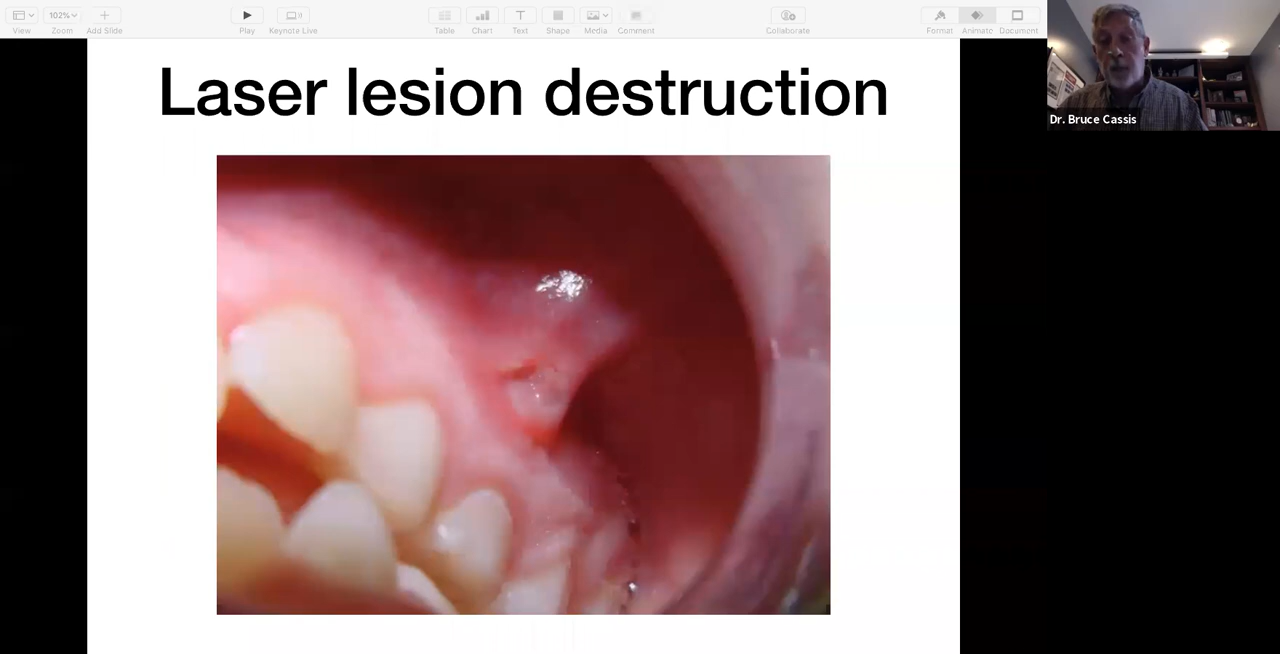 102%
View Zoom Add Slide Play Keynote Live Table Chart Text Shape Media Comment Collaborate Format Animate Document
Laser lesion destruction
Dr. Bruce Cassis